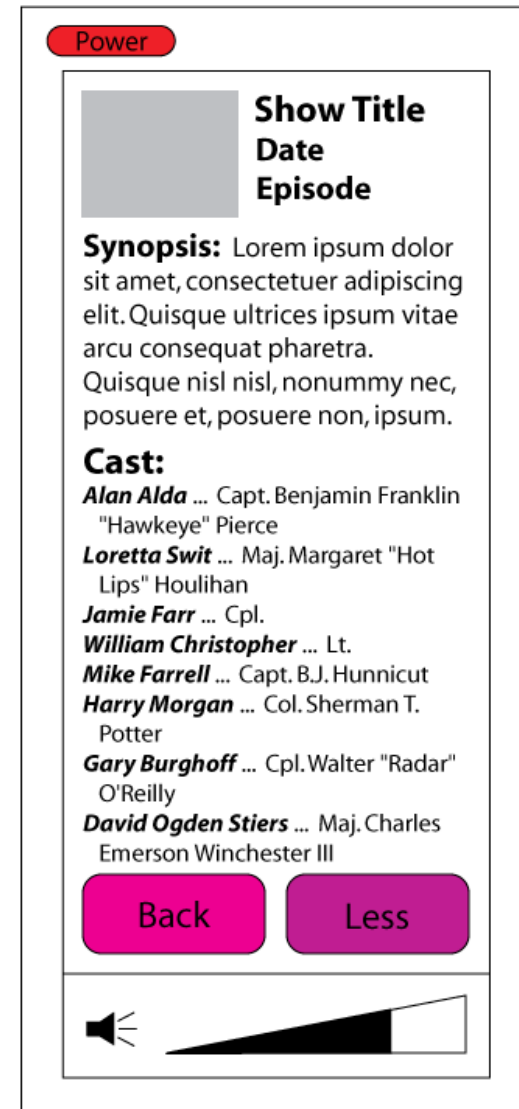 Power
Show Title
Date
Episode
Synopsis: Lorem ipsum dolor
sit amet, consectetuer adipiscing
elit. Quisque ultrices ipsum vitae
arcu consequat pharetra.
Quisque nisl nisl, nonummy nec,
posuere et, posuere non, ipsum.
Cast:
Alan Alda ... Capt. Benjamin Franklin
"Hawkeye" Pierce
Loretta Swit ... Maj. Margaret "Hot
Lips" Houlihan
Jamie Farr ... Cpl.
William Christopher ... Lt.
Mike Farrell ... Capt. B.J. Hunnicut
Harry Morgan ... Col. Sherman T.
Potter
Gary Burghoff ... Cpl. Walter "Radar"
O'Reilly
David Ogden Stiers ... Maj. Charles
Emerson Winchester III
Back Less